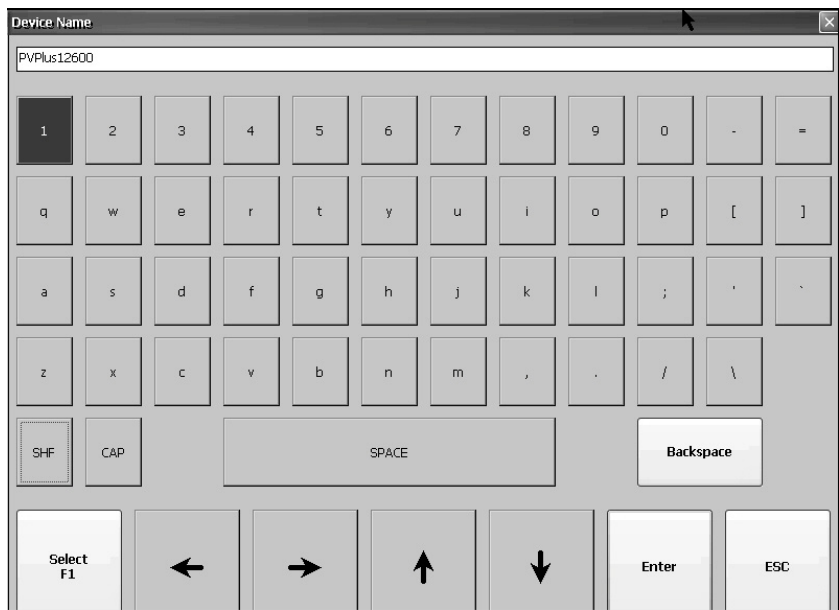 Device Name
PVPlus12600
1 2 3 4 5 6 7 8 9 0 - =
q w e r t y u i o p [ ]
a s d f g h j k l ; ' `
z x c v b n m , . / \
SHF CAP SPACE Backspace
Select
F1
Enter ESC